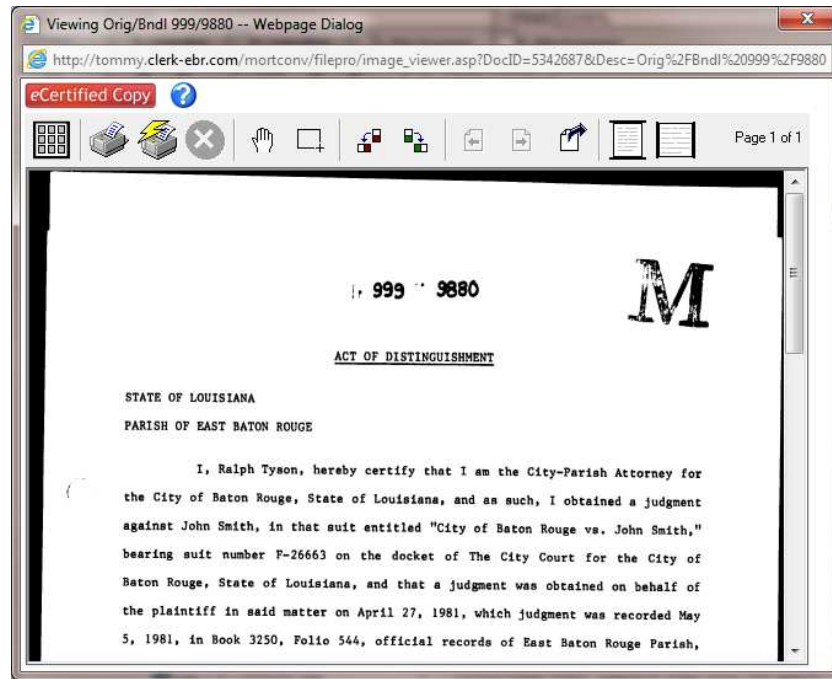 Viewing Orig/Bndl 999/9880 -- Webpage Dialog
http://tommy.clerk-ebr.com/mortconv/filepro/image_viewer.asp?DocID=5342687&Desc=Orig%2FBndl%20999%2F9880
eCertified Copy ?
Page 1 of 1
999 9880
M
ACT OF DISTINGUISHMENT
STATE OF LOUISIANA
PARISH OF EAST BATON ROUGE
I, Ralph Tyson, hereby certify that I am the City-Parish Attorney for
the City of Baton Rouge, State of Louisiana, and as such, I obtained a judgment
against John Smith, in that suit entitled "City of Baton Rouge vs. John Smith,"
bearing suit number F-26663 on the docket of The City Court for the City of
Baton Rouge, State of Louisiana, and that a judgment was obtained on behalf of
the plaintiff in said matter on April 27, 1981, which judgment was recorded May
5, 1981, in Book 3250, Folio 544, official records of East Baton Rouge Parish,